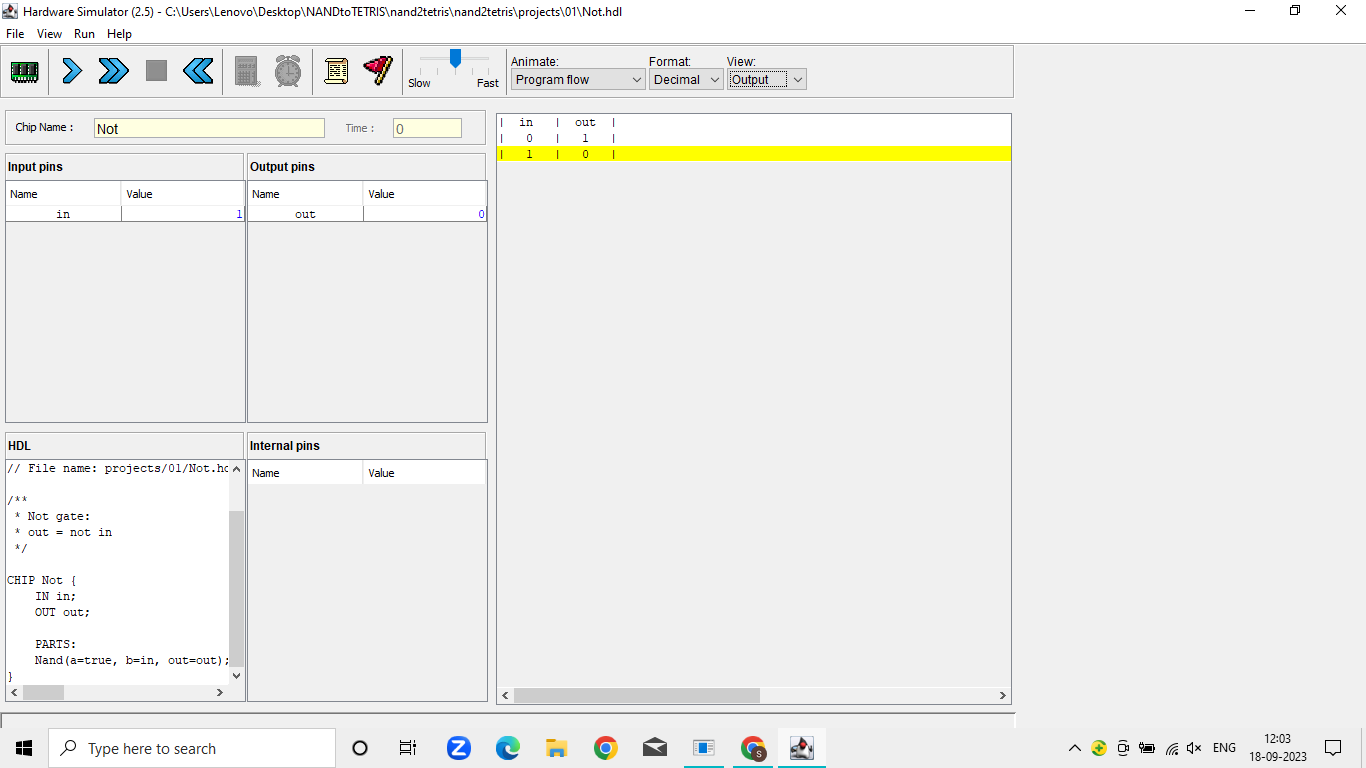 Hardware Simulator (2.5) - C:\Users\Lenovo\Desktop\NANDtoTETRIS\nand2tetris\nand2tetris\projects\01\Not.hdl
File View Run Help
Slow Fast
Animate:
Program flow
Format:
Decimal
View:
Output
Chip Name : Not Time : 0
Input pins
Name Value
in 1
Output pins
Name Value
out 0
HDL
// File name: projects/01/Not.hd
/**
* Not gate:
* out = not in
*/
CHIP Not {
IN in;
OUT out;
PARTS:
Nand(a=true, b=in, out=out);
}
Internal pins
Name Value
| in | out |
| 0 | 1 |
| 1 | 0 |
Type here to search
Z
S
ENG
12:03
18-09-2023